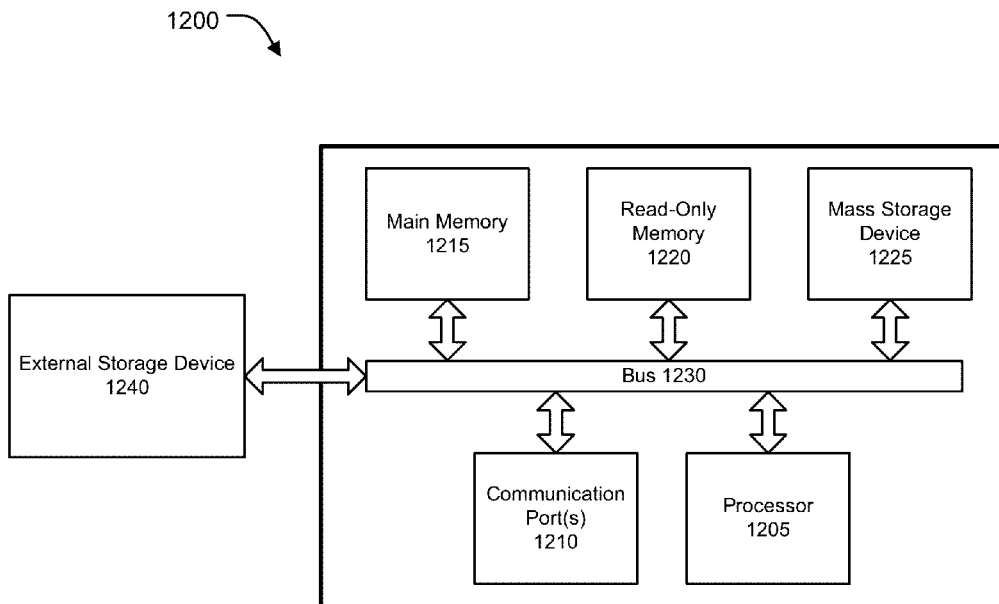 1200
Main Memory
1215
Read-Only
Memory
1220
Mass Storage
Device
1225
External Storage Device
1240
Bus 1230
Communication
Port(s)
1210
Processor
1205